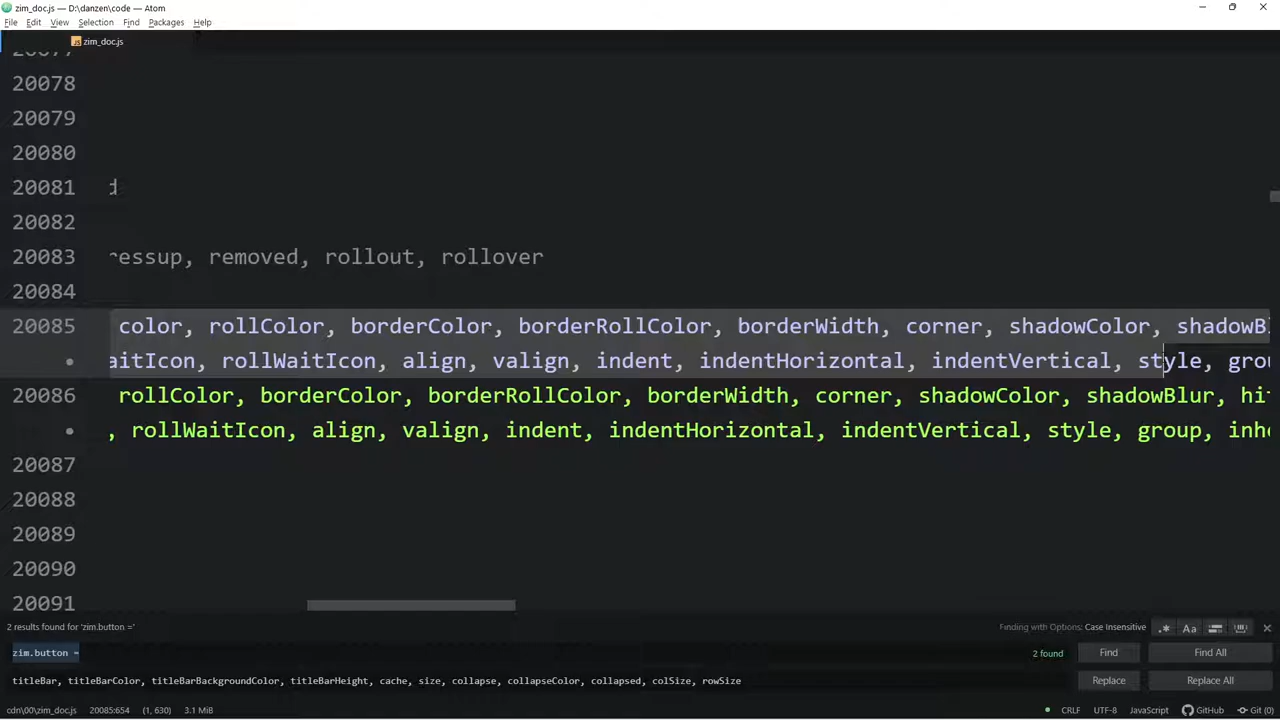 zim_doc.js — D:\danzen\code — Atom
File Edit View Selection Find Packages Help
zim_doc.js
20078
20079
20080
20081 d
20082
20083 ressup, removed, rollout, rollover
20084
20085 color, rollColor, borderColor, borderRollColor, borderWidth, corner, shadowColor, shadowBl
• aitIcon, rollWaitIcon, align, valign, indent, indentHorizontal, indentVertical, style, grou
20086 rollColor, borderColor, borderRollColor, borderWidth, corner, shadowColor, shadowBlur, hi
• , rollWaitIcon, align, valign, indent, indentHorizontal, indentVertical, style, group, inhe
20087
20088
20089
20090
20091
2 results found for 'zim.button =' Finding with Options: Case Insensitive .* Aa
zim.button = 2 found Find Find All
titleBar, titleBarColor, titleBarBackgroundColor, titleBarHeight, cache, size, collapse, collapseColor, collapsed, colSize, rowSize Replace Replace All
cdn\00\zim_doc.js 20085:654 (1, 630) 3.1 MiB CRLF UTF-8 JavaScript GitHub Git (0)